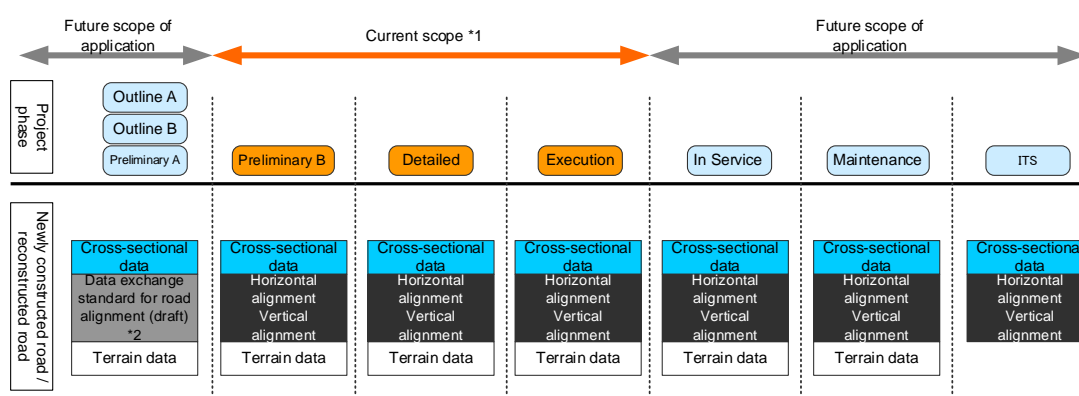 Future scope of
application
Current scope *1
Future scope of
application
Project
phase
Outline A
Outline B
Preliminary A
Preliminary B
Detailed
Execution
In Service
Maintenance
ITS
Newly constructed road /
reconstructed road
Cross-sectional
data
Data exchange
standard for road
alignment (draft)
*2
Terrain data
Cross-sectional
data
Horizontal
alignment
Vertical
alignment
Terrain data
Cross-sectional
data
Horizontal
alignment
Vertical
alignment
Terrain data
Cross-sectional
data
Horizontal
alignment
Vertical
alignment
Terrain data
Cross-sectional
data
Horizontal
alignment
Vertical
alignment
Terrain data
Cross-sectional
data
Horizontal
alignment
Vertical
alignment
Terrain data
Cross-sectional
data
Horizontal
alignment
Vertical
alignment